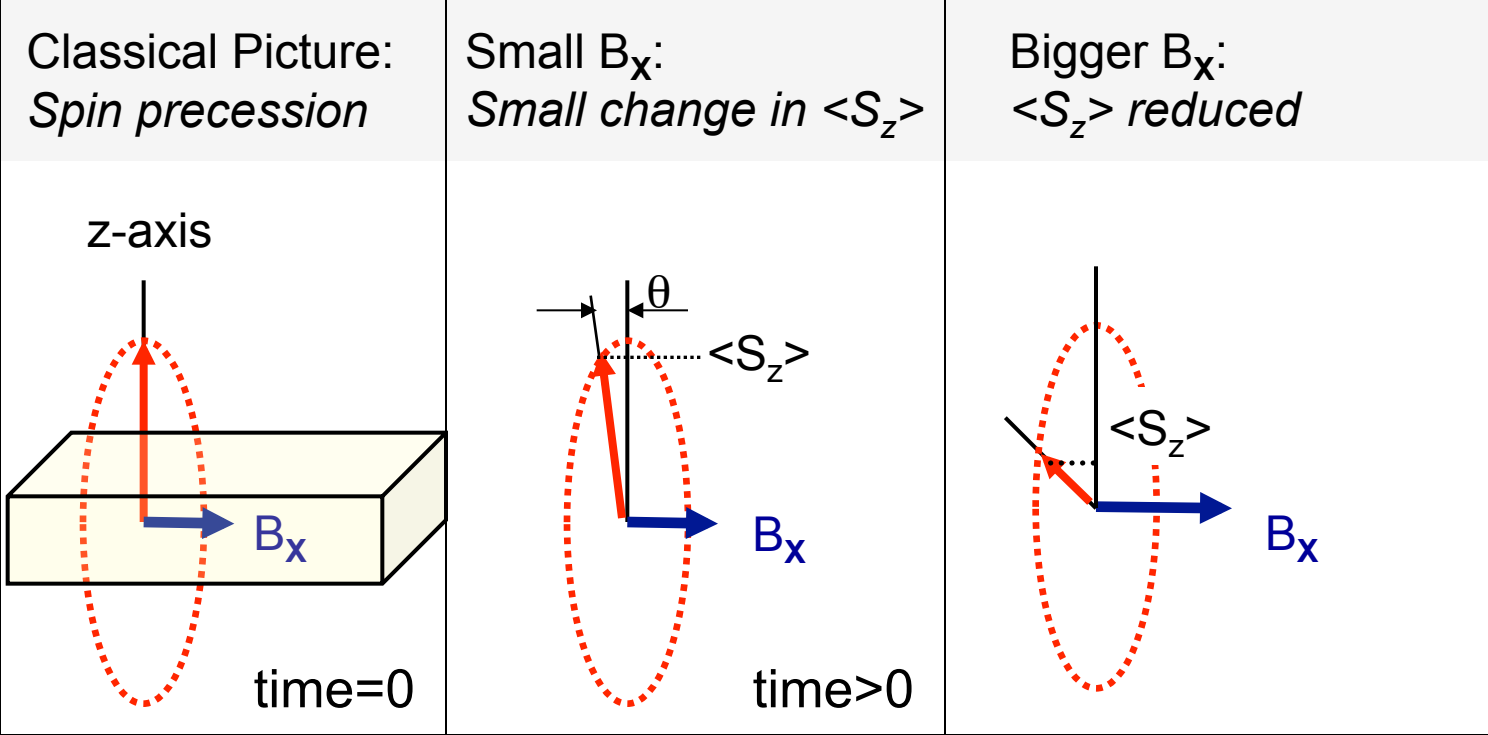 Classical Picture:
Spin precession
Small Bx:
Small change in <Sz>
Bigger Bx:
<Sz> reduced
z-axis
Bx
time=0
θ
<Sz>
Bx
time>0
<Sz>
Bx